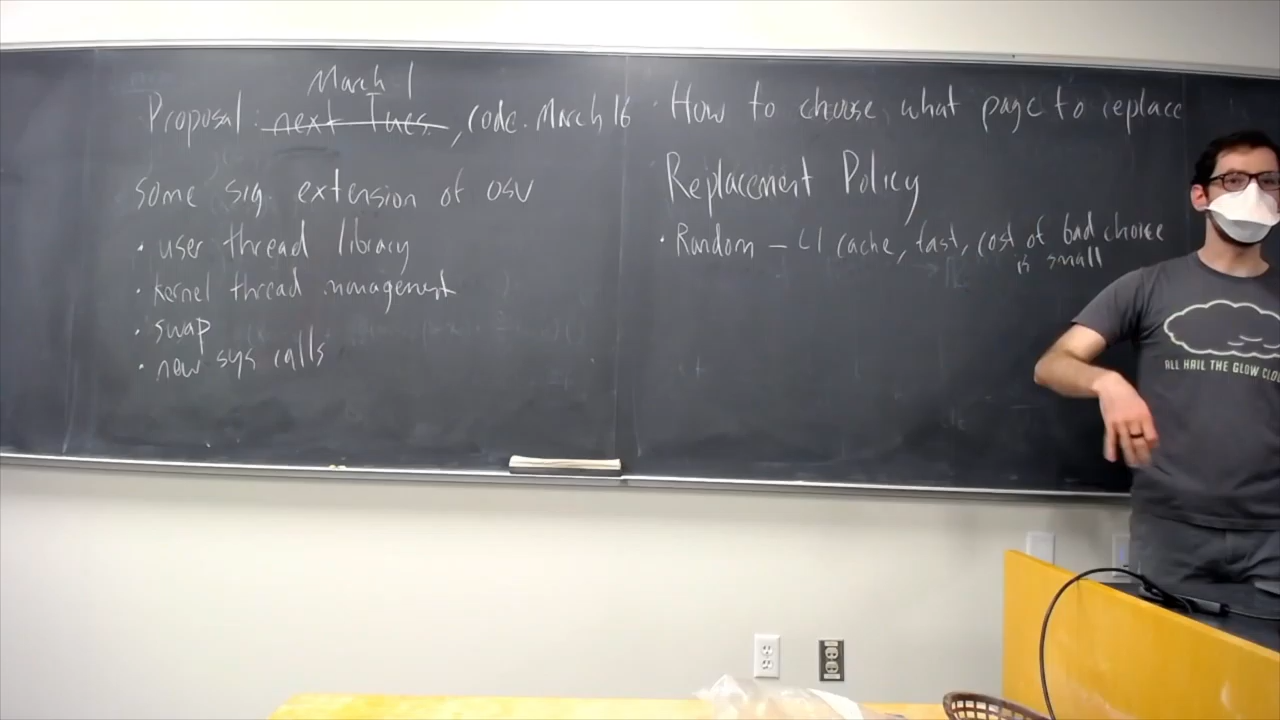 March 1
Proposal: next Tues., code. March 16
Some sig. extension of osv
· user thread library
· kernel thread management
· swap
· new sys calls
· How to choose what page to replace
Replacement Policy
· Random – L1 cache, fast, cost of bad choice
is small
ALL HAIL THE GLOW CLO